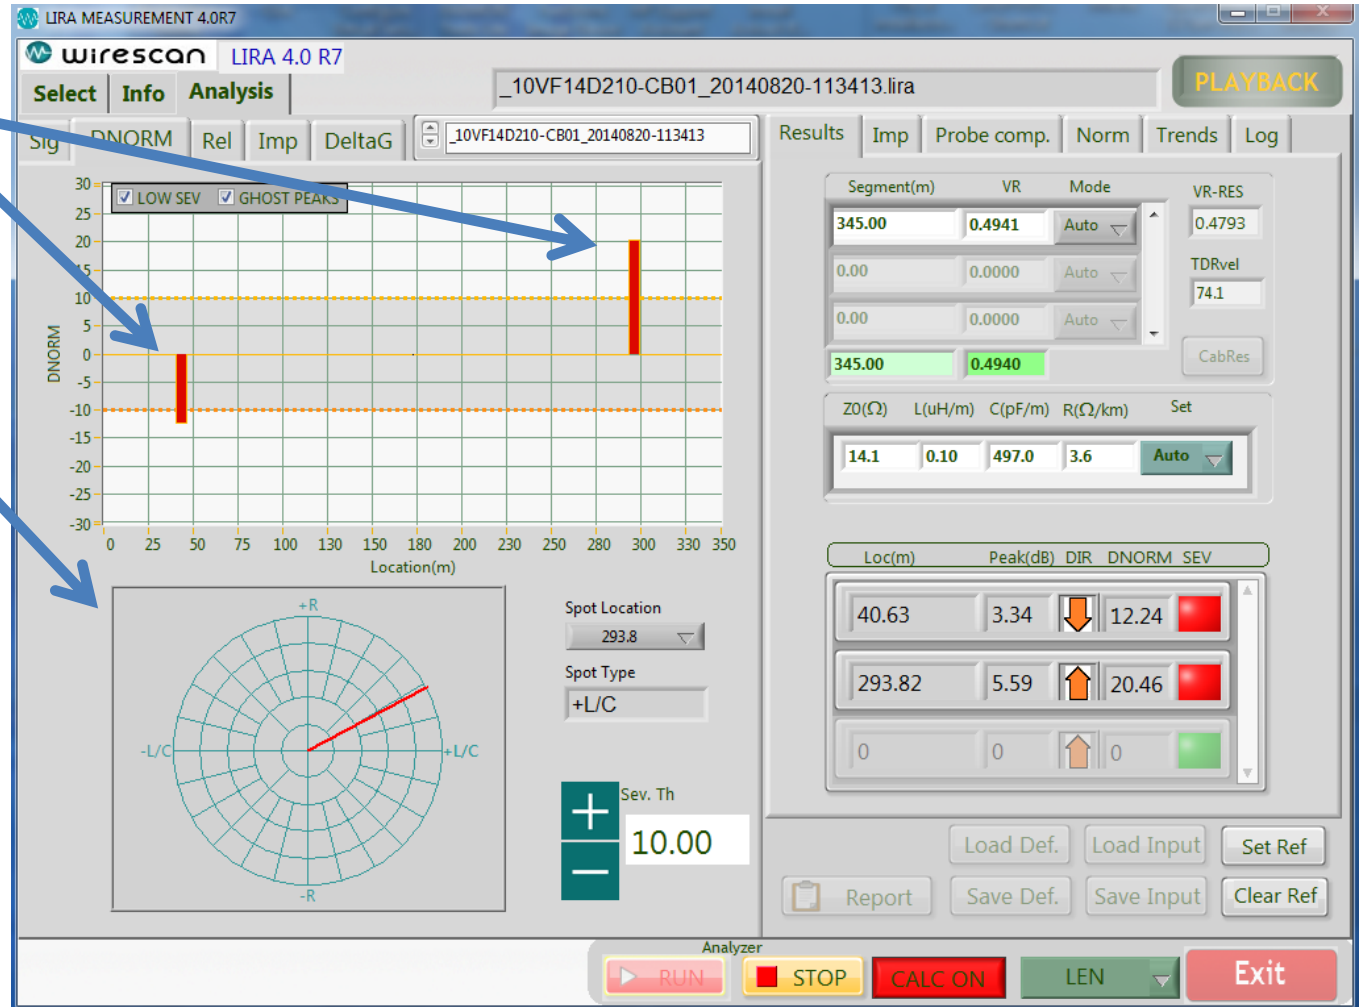 LIRA MEASUREMENT 4.0R7
wirescan LIRA 4.0 R7
Select Info Analysis
_10VF14D210-CB01_20140820-113413.lira
PLAYBACK
Sig DNORM Rel Imp DeltaG _10VF14D210-CB01_20140820-113413
LOW SEV GHOST PEAKS
30
25
20
15
10
5
0
-5
-10
-15
-20
-25
-30
DNORM
0 25 50 75 100 130 150 180 200 230 250 280 300 330 350
Location(m)
+R
-L/C +L/C
-R
Spot Location
293.8
Spot Type
+L/C
Sev. Th
+
10.00
−
Results Imp Probe comp. Norm Trends Log
Segment(m) VR Mode VR-RES
345.00 0.4941 Auto 0.4793
0.00 0.0000 Auto TDRvel
74.1
0.00 0.0000 Auto
345.00 0.4940 CabRes
Z0(Ω) L(uH/m) C(pF/m) R(Ω/km) Set
14.1 0.10 497.0 3.6 Auto
Loc(m) Peak(dB) DIR DNORM SEV
40.63 3.34 12.24
293.82 5.59 20.46
0 0 0
Load Def. Load Input Set Ref
Report Save Def. Save Input Clear Ref
Analyzer
RUN STOP CALC ON LEN Exit